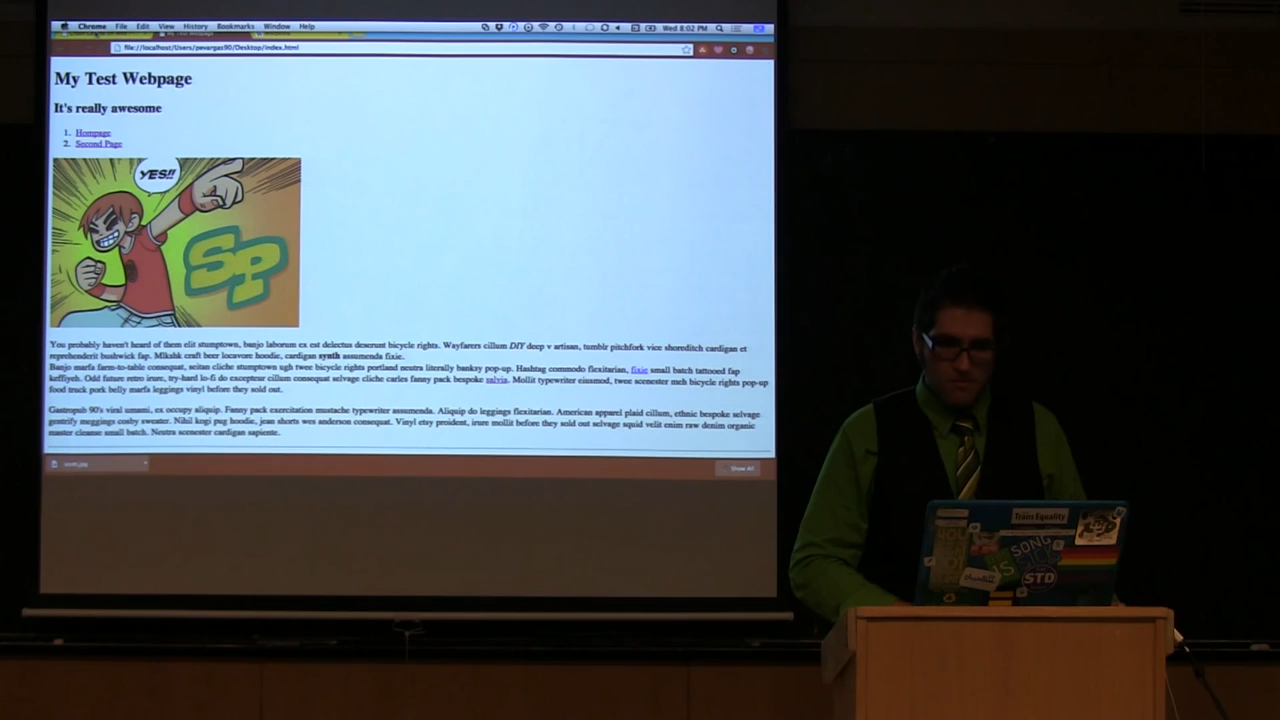 Chrome File Edit View History Bookmarks Window Help
Wed 8:02 PM
file://localhost/Users/pevargas90/Desktop/index.html
My Test Webpage
It's really awesome
1. Hompage
2. Second Page
YES!!
SP
You probably haven't heard of them elit stumptown, banjo laborum ex est delectus deserunt bicycle rights. Wayfarers cillum DIY deep v artisan, tumblr pitchfork vice shoreditch cardigan et
reprehenderit bushwick fap. Mlkshk craft beer locavore hoodie, cardigan synth assumenda fixie.
Banjo marfa farm-to-table consequat, seitan cliche stumptown ugh twee bicycle rights portland neutra literally banksy pop-up. Hashtag commodo flexitarian, fixie small batch tattooed fap
keffiyeh. Odd future retro irure, try-hard lo-fi do excepteur cillum consequat selvage cliche carles fanny pack bespoke salvia. Mollit typewriter eiusmod, twee scenester meh bicycle rights pop-up
food truck pork belly marfa leggings vinyl before they sold out.
Gastropub 90's viral umami, ex occupy aliquip. Fanny pack exercitation mustache typewriter assumenda. Aliquip do leggings flexitarian. American apparel plaid cillum, ethnic bespoke selvage
gentrify meggings cosby sweater. Nihil kogi pug hoodie, jean shorts wes anderson consequat. Vinyl etsy proident, irure mollit before they sold out selvage squid velit enim raw denim organic
master cleanse small batch. Neutra scenester cardigan sapiente.
Show All
Trans Equality
SONG
STD